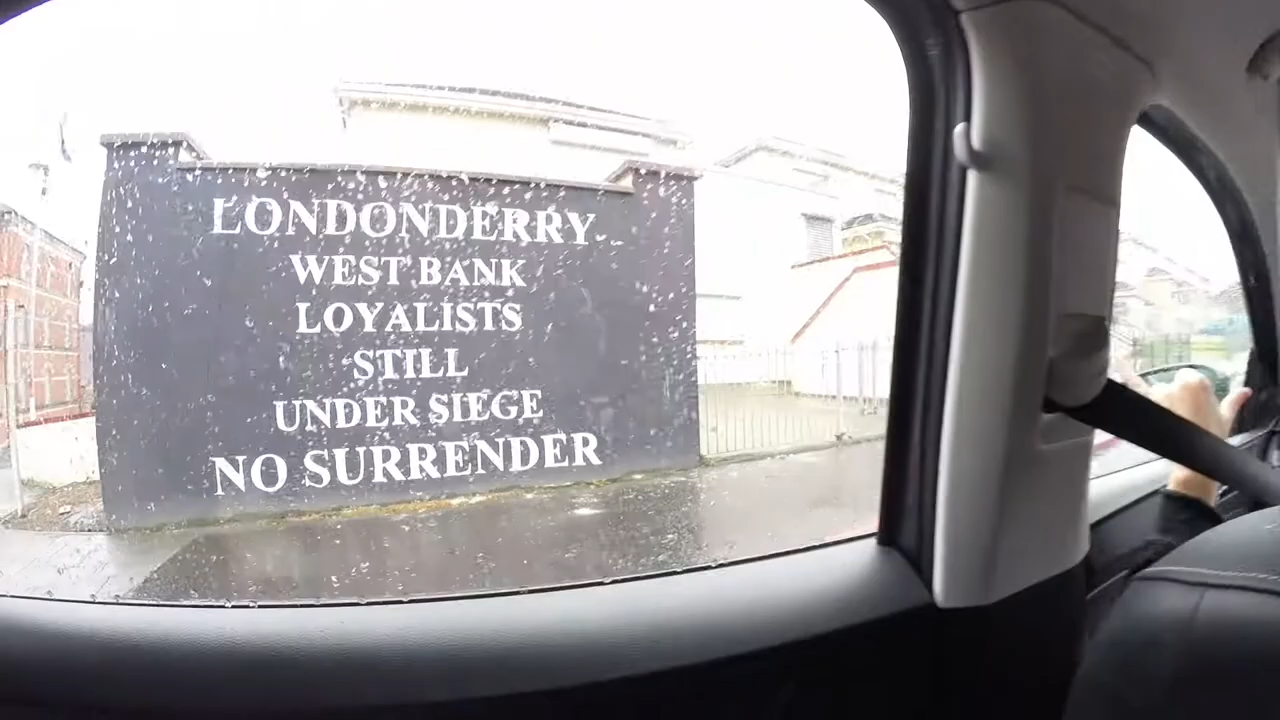 LONDONDERRY
WEST BANK
LOYALISTS
STILL
UNDER SIEGE
NO SURRENDER